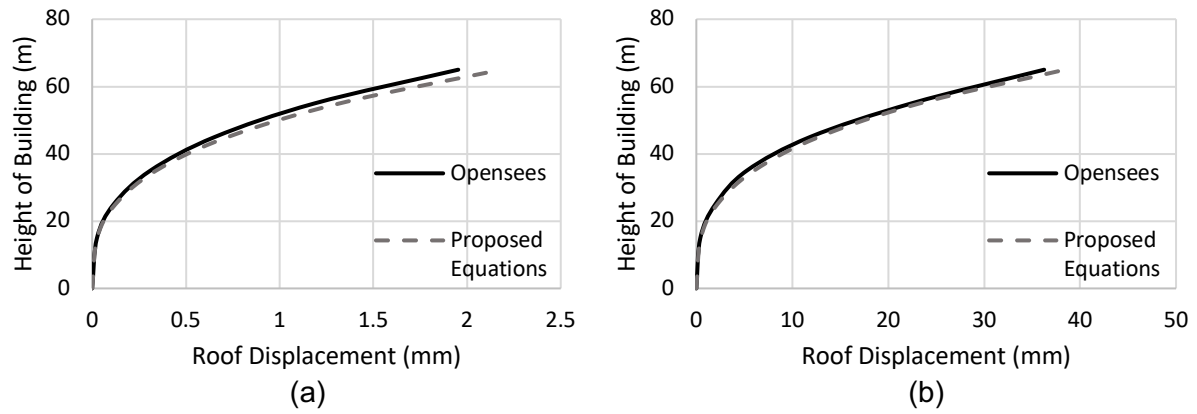 80
60
40
20
0
Height of Building (m)
Opensees
Proposed
Equations
0 0.5 1 1.5 2 2.5
Roof Displacement (mm)
(a)
80
60
40
20
0
Height of Building (m)
Opensees
Proposed
Equations
0 10 20 30 40 50
Roof Displacement (mm)
(b)